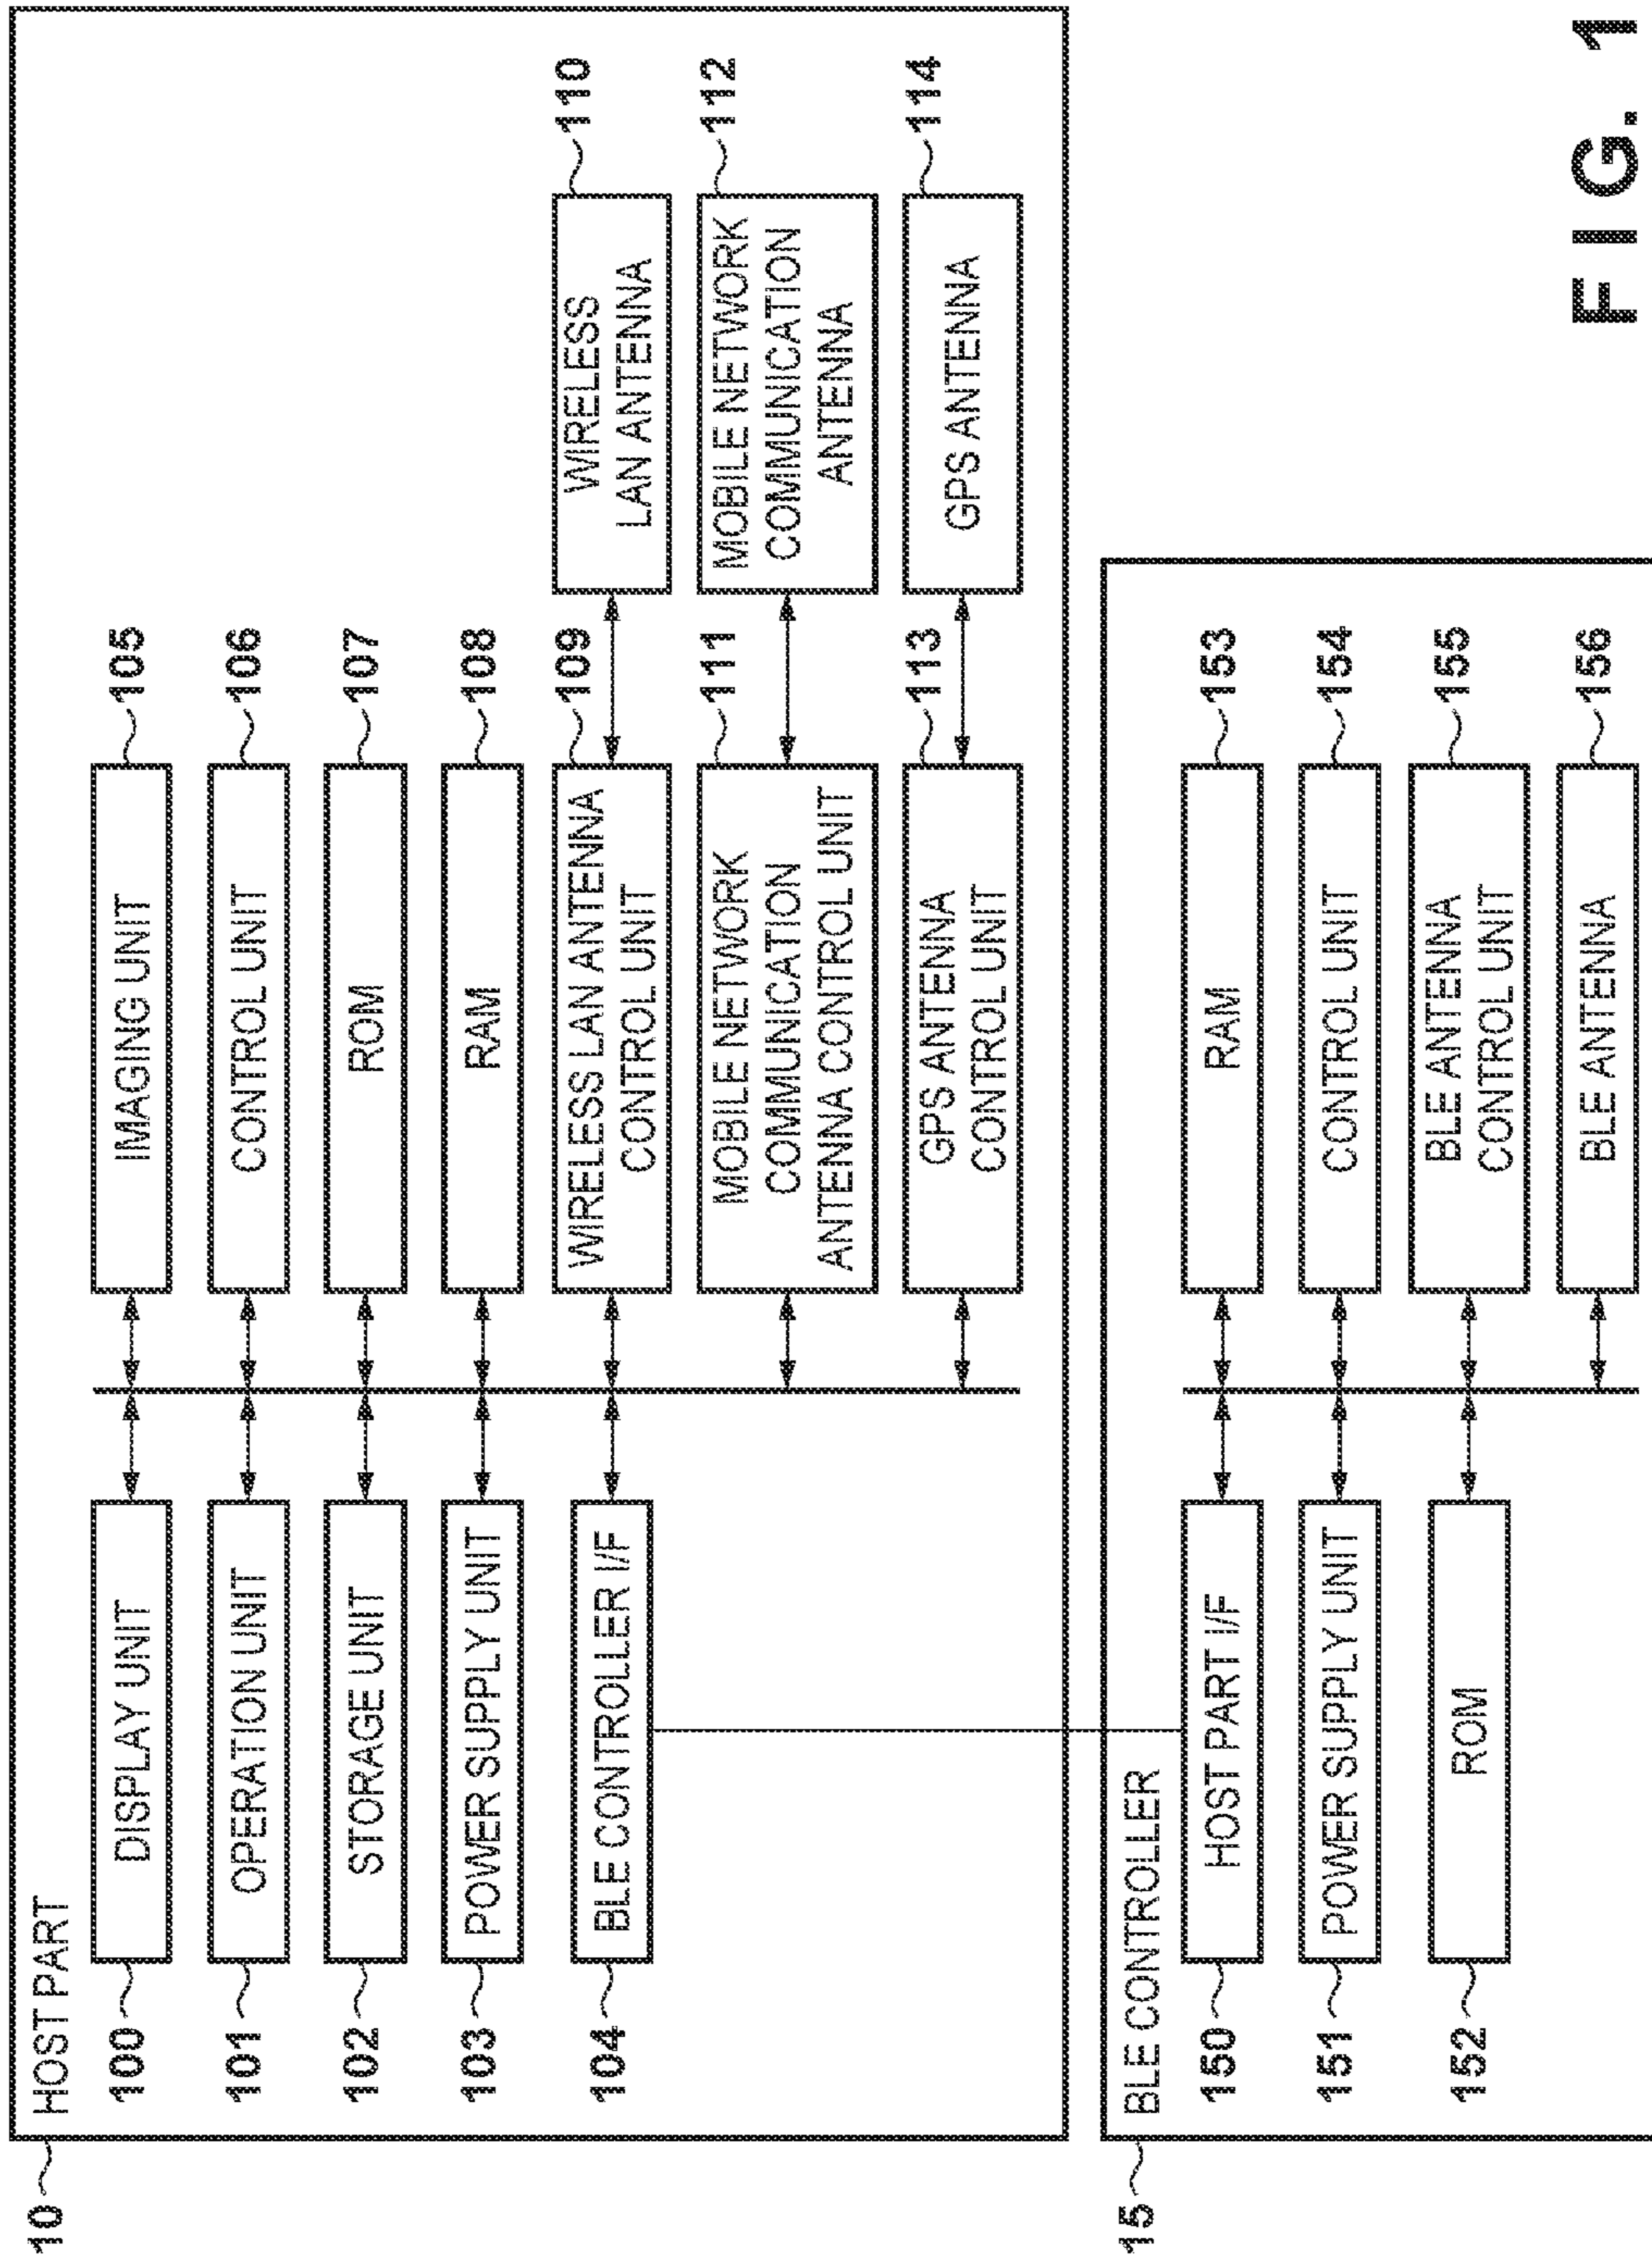 10
HOST PART
100
DISPLAY UNIT
101
OPERATION UNIT
102
STORAGE UNIT
103
POWER SUPPLY UNIT
104
BLE CONTROLLER I/F
IMAGING UNIT
105
CONTROL UNIT
106
ROM
107
RAM
108
WIRELESS LAN ANTENNA
CONTROL UNIT
109
WIRELESS
LAN ANTENNA
110
MOBILE NETWORK
COMMUNICATION
ANTENNA CONTROL UNIT
111
MOBILE NETWORK
COMMUNICATION
ANTENNA
112
GPS ANTENNA
CONTROL UNIT
113
GPS ANTENNA
114
15
BLE CONTROLLER
150
HOST PART I/F
151
POWER SUPPLY UNIT
152
ROM
RAM
153
CONTROL UNIT
154
BLE ANTENNA
CONTROL UNIT
155
BLE ANTENNA
156
FIG. 1